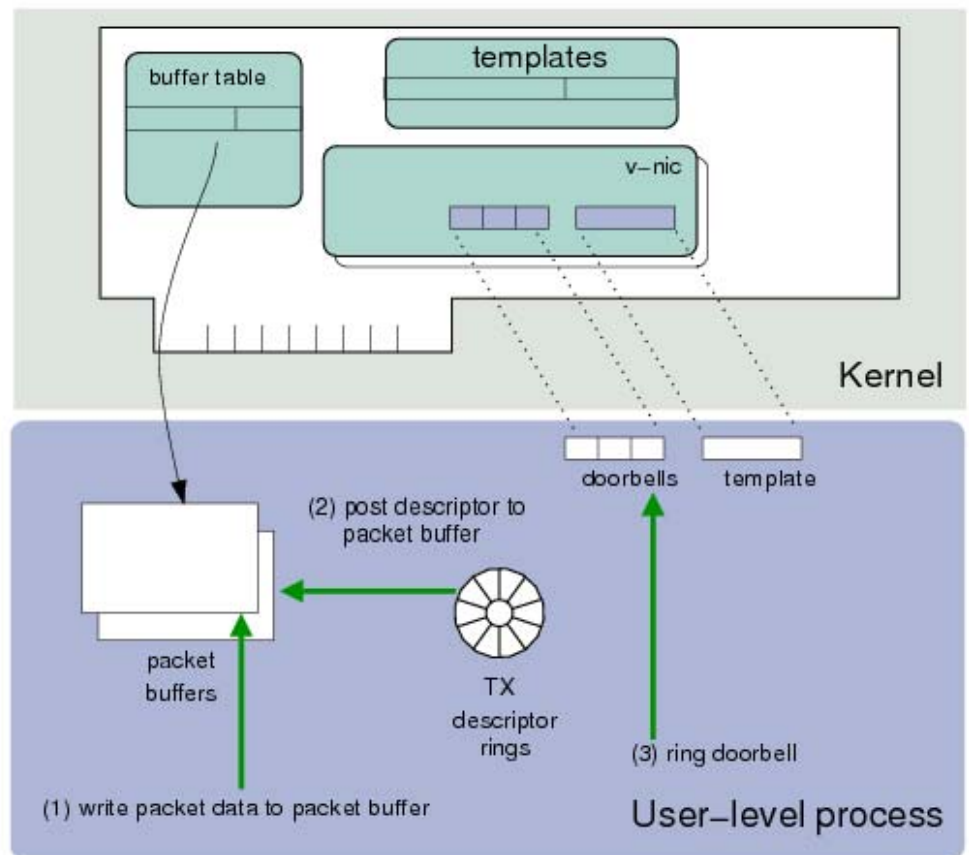 buffer table
templates
v-nic
Kernel
doorbells
template
(2) post descriptor to
packet buffer
packet
buffers
TX
descriptor
rings
(3) ring doorbell
(1) write packet data to packet buffer
User-level process